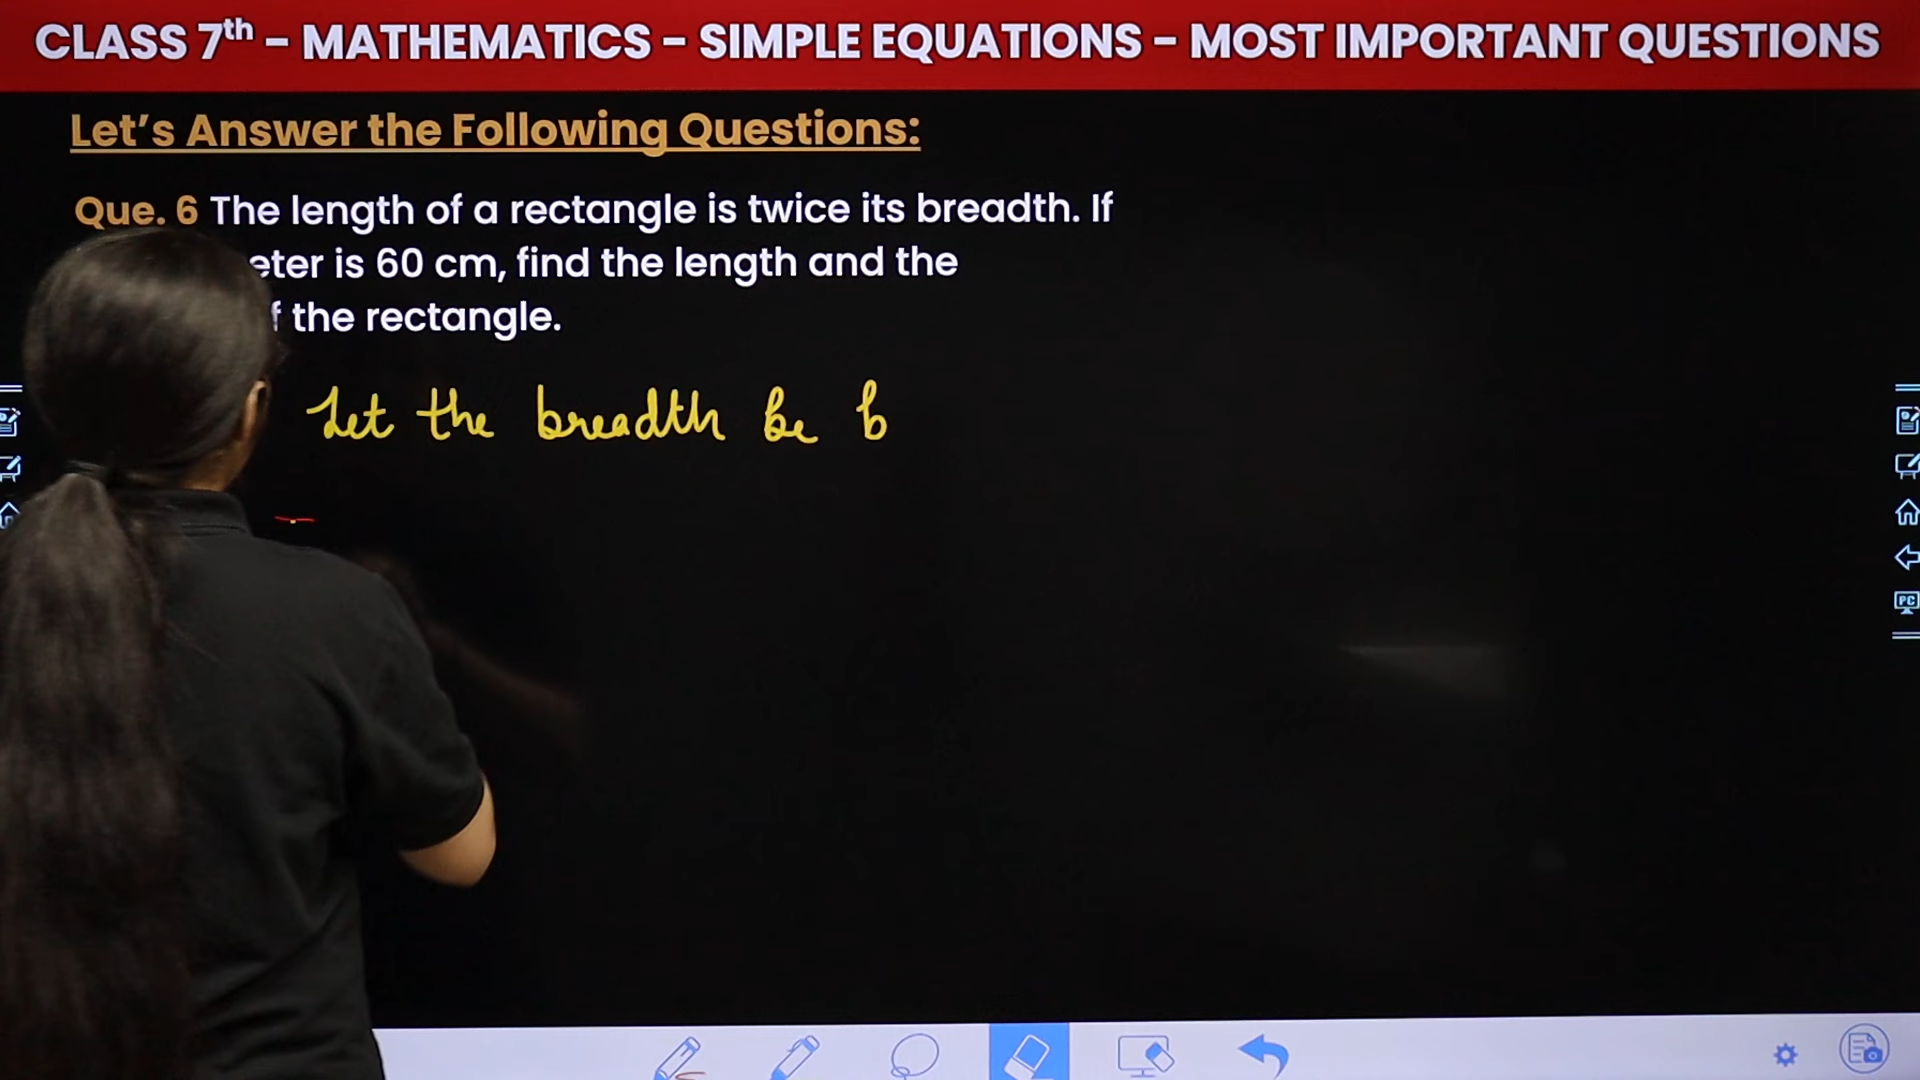 CLASS 7th - MATHEMATICS - SIMPLE EQUATIONS - MOST IMPORTANT QUESTIONS
Let's Answer the Following Questions:
Que. 6 The length of a rectangle is twice its breadth. If
is 60 cm, find the length and the
the rectangle.
Let the breadth be b
PC